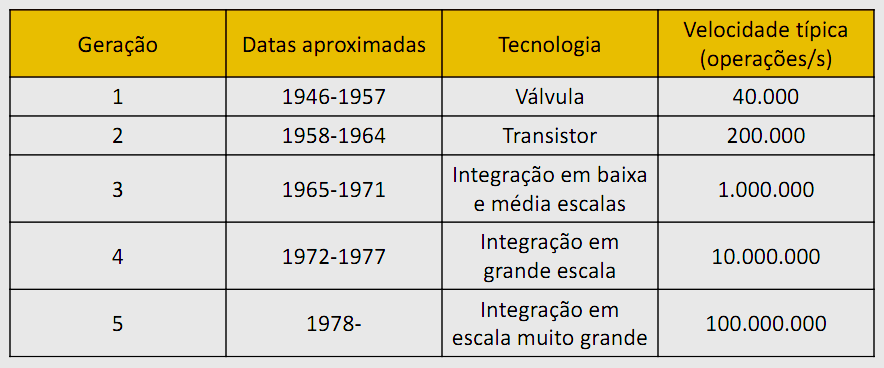 Geração Datas aproximadas Tecnologia Velocidade típica
(operações/s)
1 1946-1957 Válvula 40.000
2 1958-1964 Transistor 200.000
3 1965-1971 Integração em baixa
e média escalas 1.000.000
4 1972-1977 Integração em
grande escala 10.000.000
5 1978- Integração em
escala muito grande 100.000.000